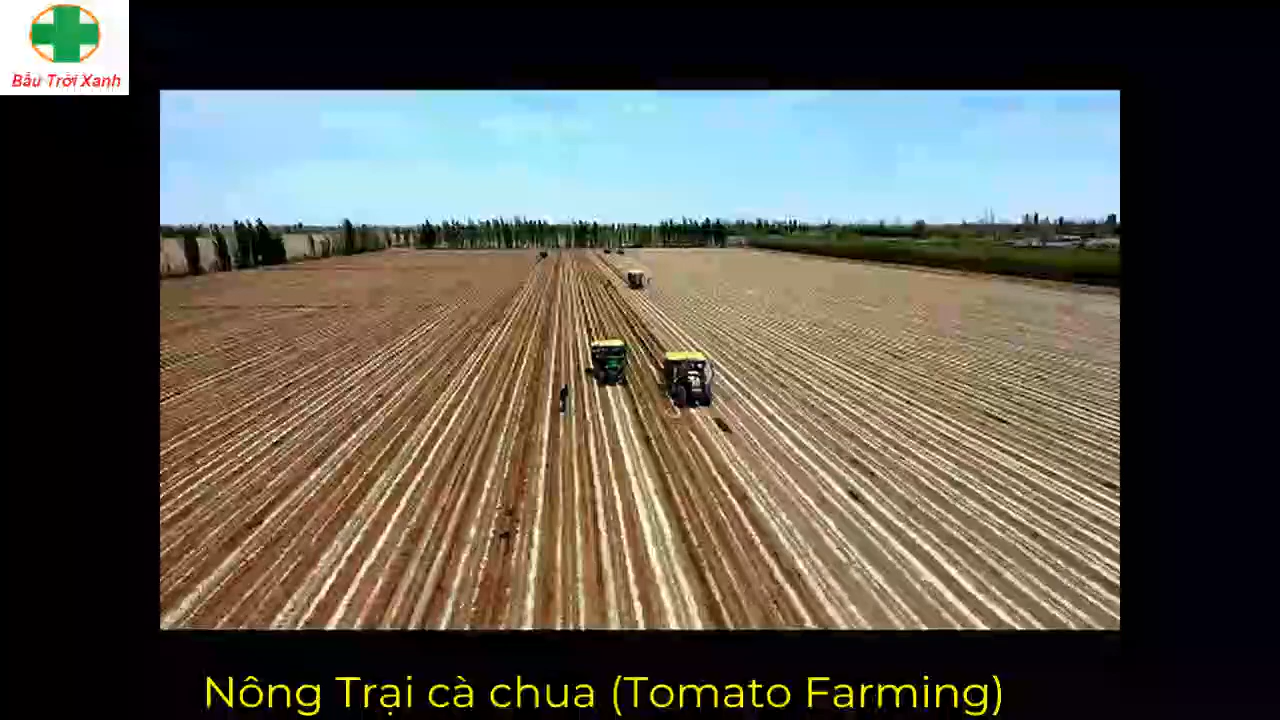 Bầu Trời Xanh
Nông Trại cà chua (Tomato Farming)